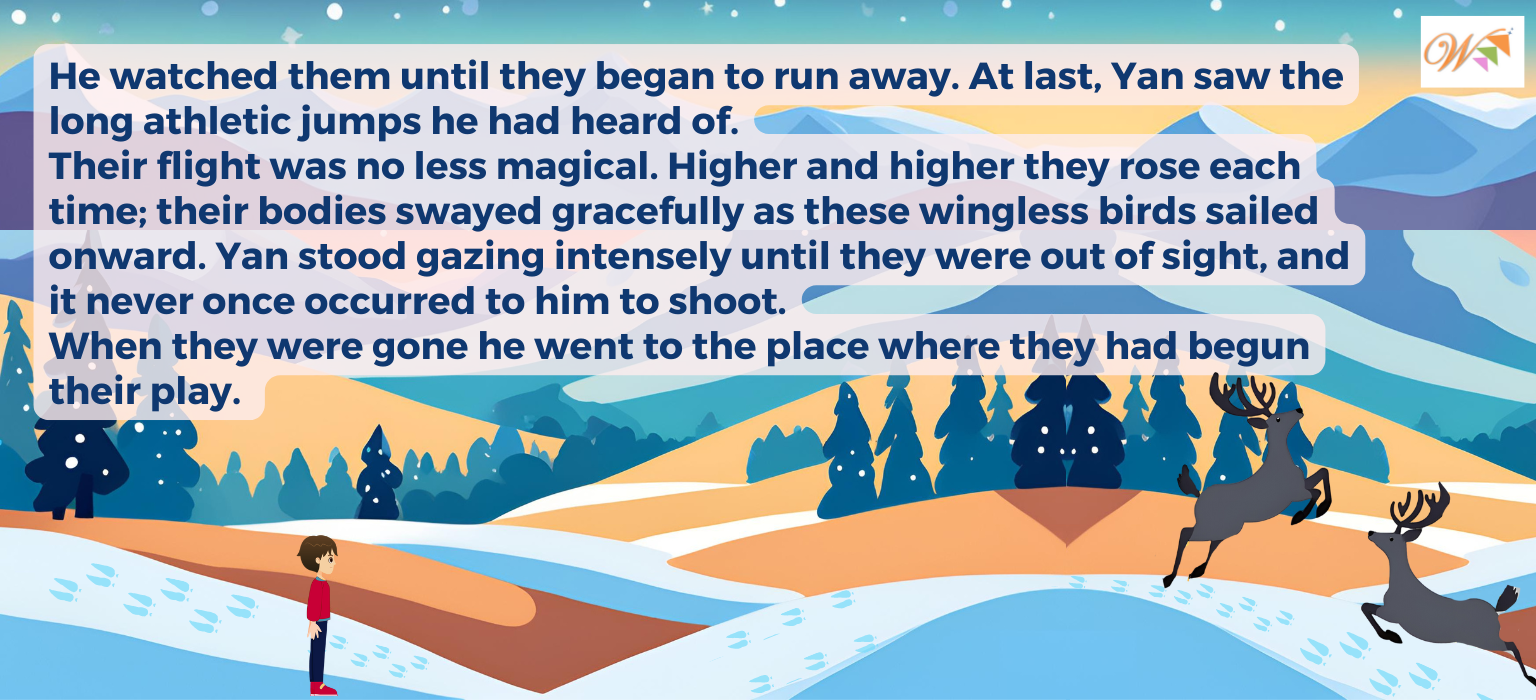 He watched them until they began to run away. At last, Yan saw the
long athletic jumps he had heard of.
Their flight was no less magical. Higher and higher they rose each
time; their bodies swayed gracefully as these wingless birds sailed
onward. Yan stood gazing intensely until they were out of sight, and
it never once occurred to him to shoot.
When they were gone he went to the place where they had begun
their play.
W